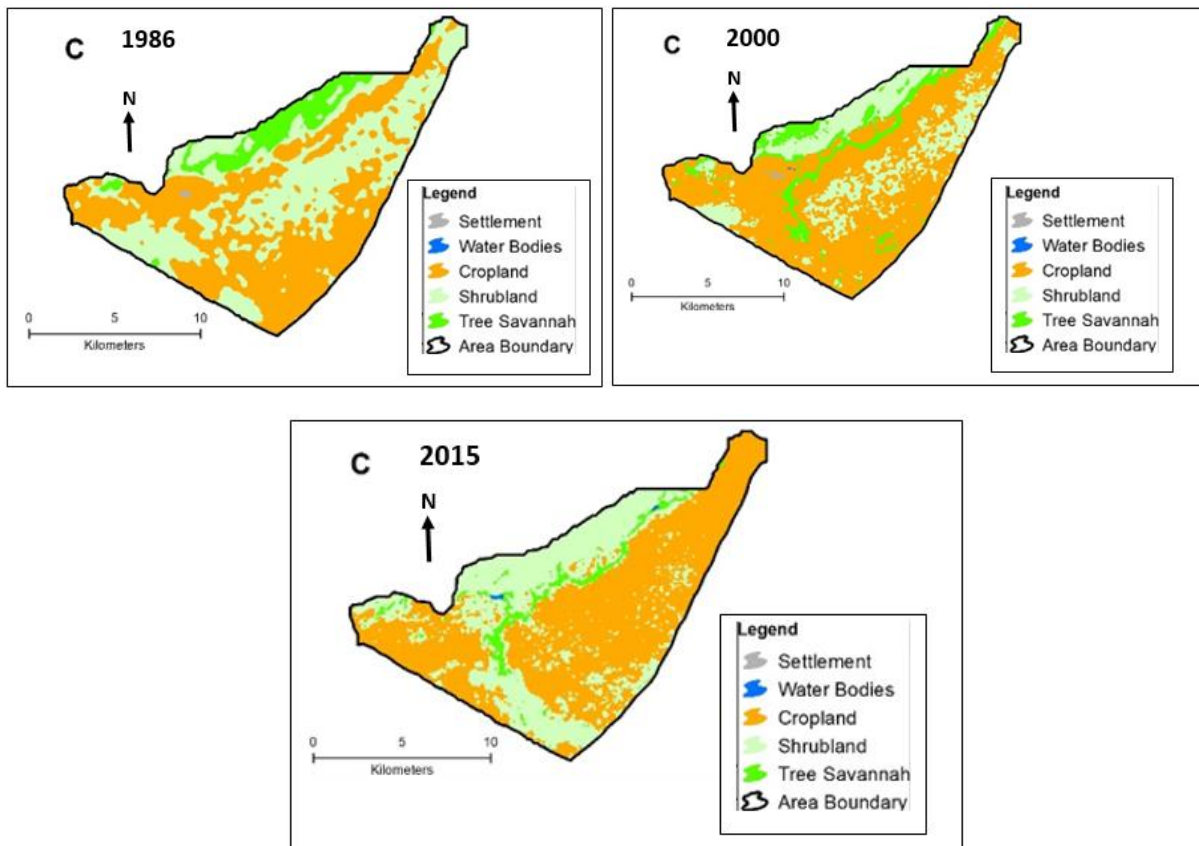 C 1986
N
Legend
Settlement
Water Bodies
Cropland
Shrubland
Tree Savannah
Area Boundary
0 5 10
Kilometers
C 2000
N
Legend
Settlement
Water Bodies
Cropland
Shrubland
Tree Savannah
Area Boundary
0 5 10
Kilometers
C 2015
N
Legend
Settlement
Water Bodies
Cropland
Shrubland
Tree Savannah
Area Boundary
0 5 10
Kilometers